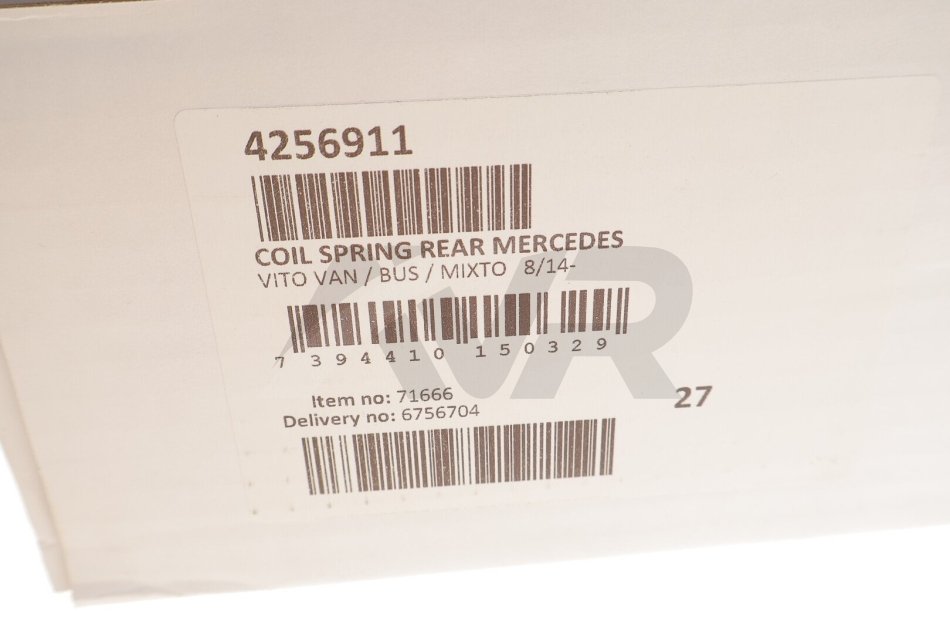 4256911
COIL SPRING REAR MERCEDES
VITO VAN / BUS / MIXTO 8/14-
7 394410 150329
Item no: 71666
27
Delivery no: 6756704